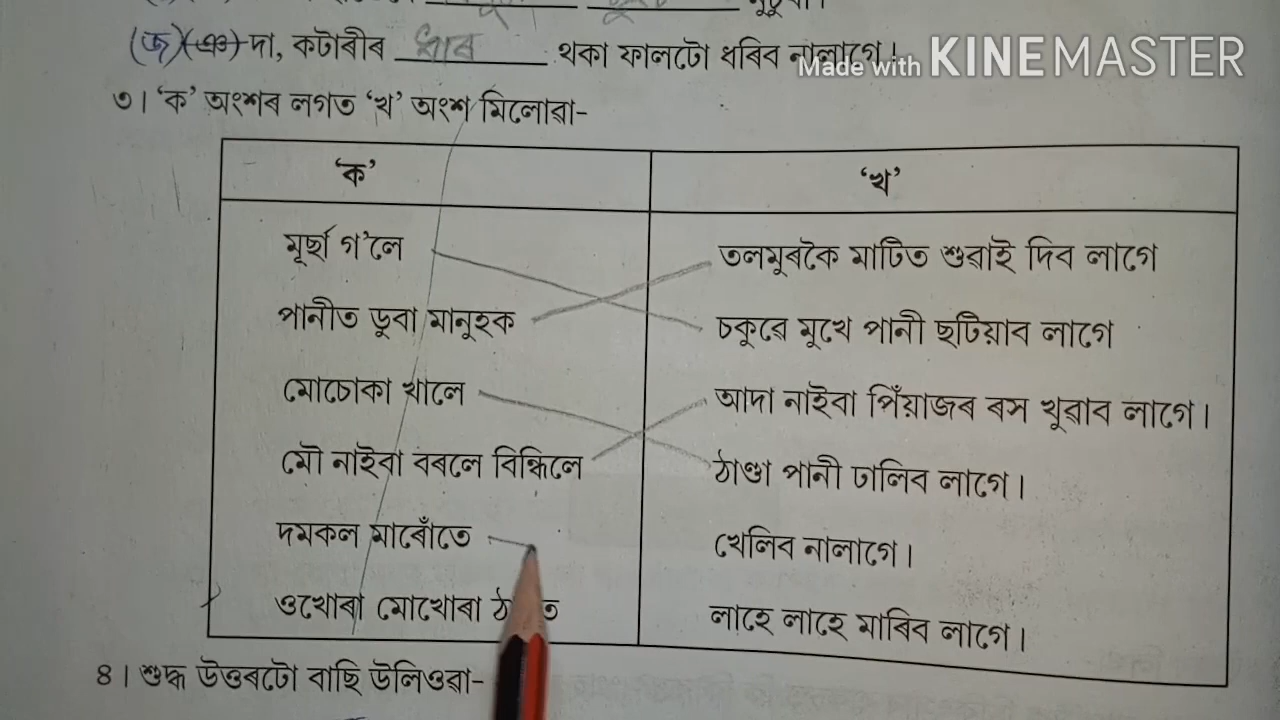 (জ)(ঞ) দা, কটাৰীৰ ধাৰ থকা ফালটো ধৰিব নালাগে।
Made with KINEMASTER
৩। ‘ক’ অংশৰ লগত ‘খ’ অংশ মিলোৱা-
‘ক’ ‘খ’
মূৰ্ছা গ’লে তলমূৰকৈ মাটিত শুৱাই দিব লাগে
পানীত ডুবা মানুহক চকুৱে মুখে পানী ছটিয়াব লাগে
মোচোকা খালে আদা নাইবা পিঁয়াজৰ ৰস খুৱাব লাগে।
মৌ নাইবা বৰলে বিন্ধিলে ঠাণ্ডা পানী ঢালিব লাগে।
দমকল মাৰোঁতে খেলিব নালাগে।
ওখোৰা মোখোৰা লাহে লাহে মাৰিব লাগে।
৪। শুদ্ধ উত্তৰটো বাছি উলিওৱা-